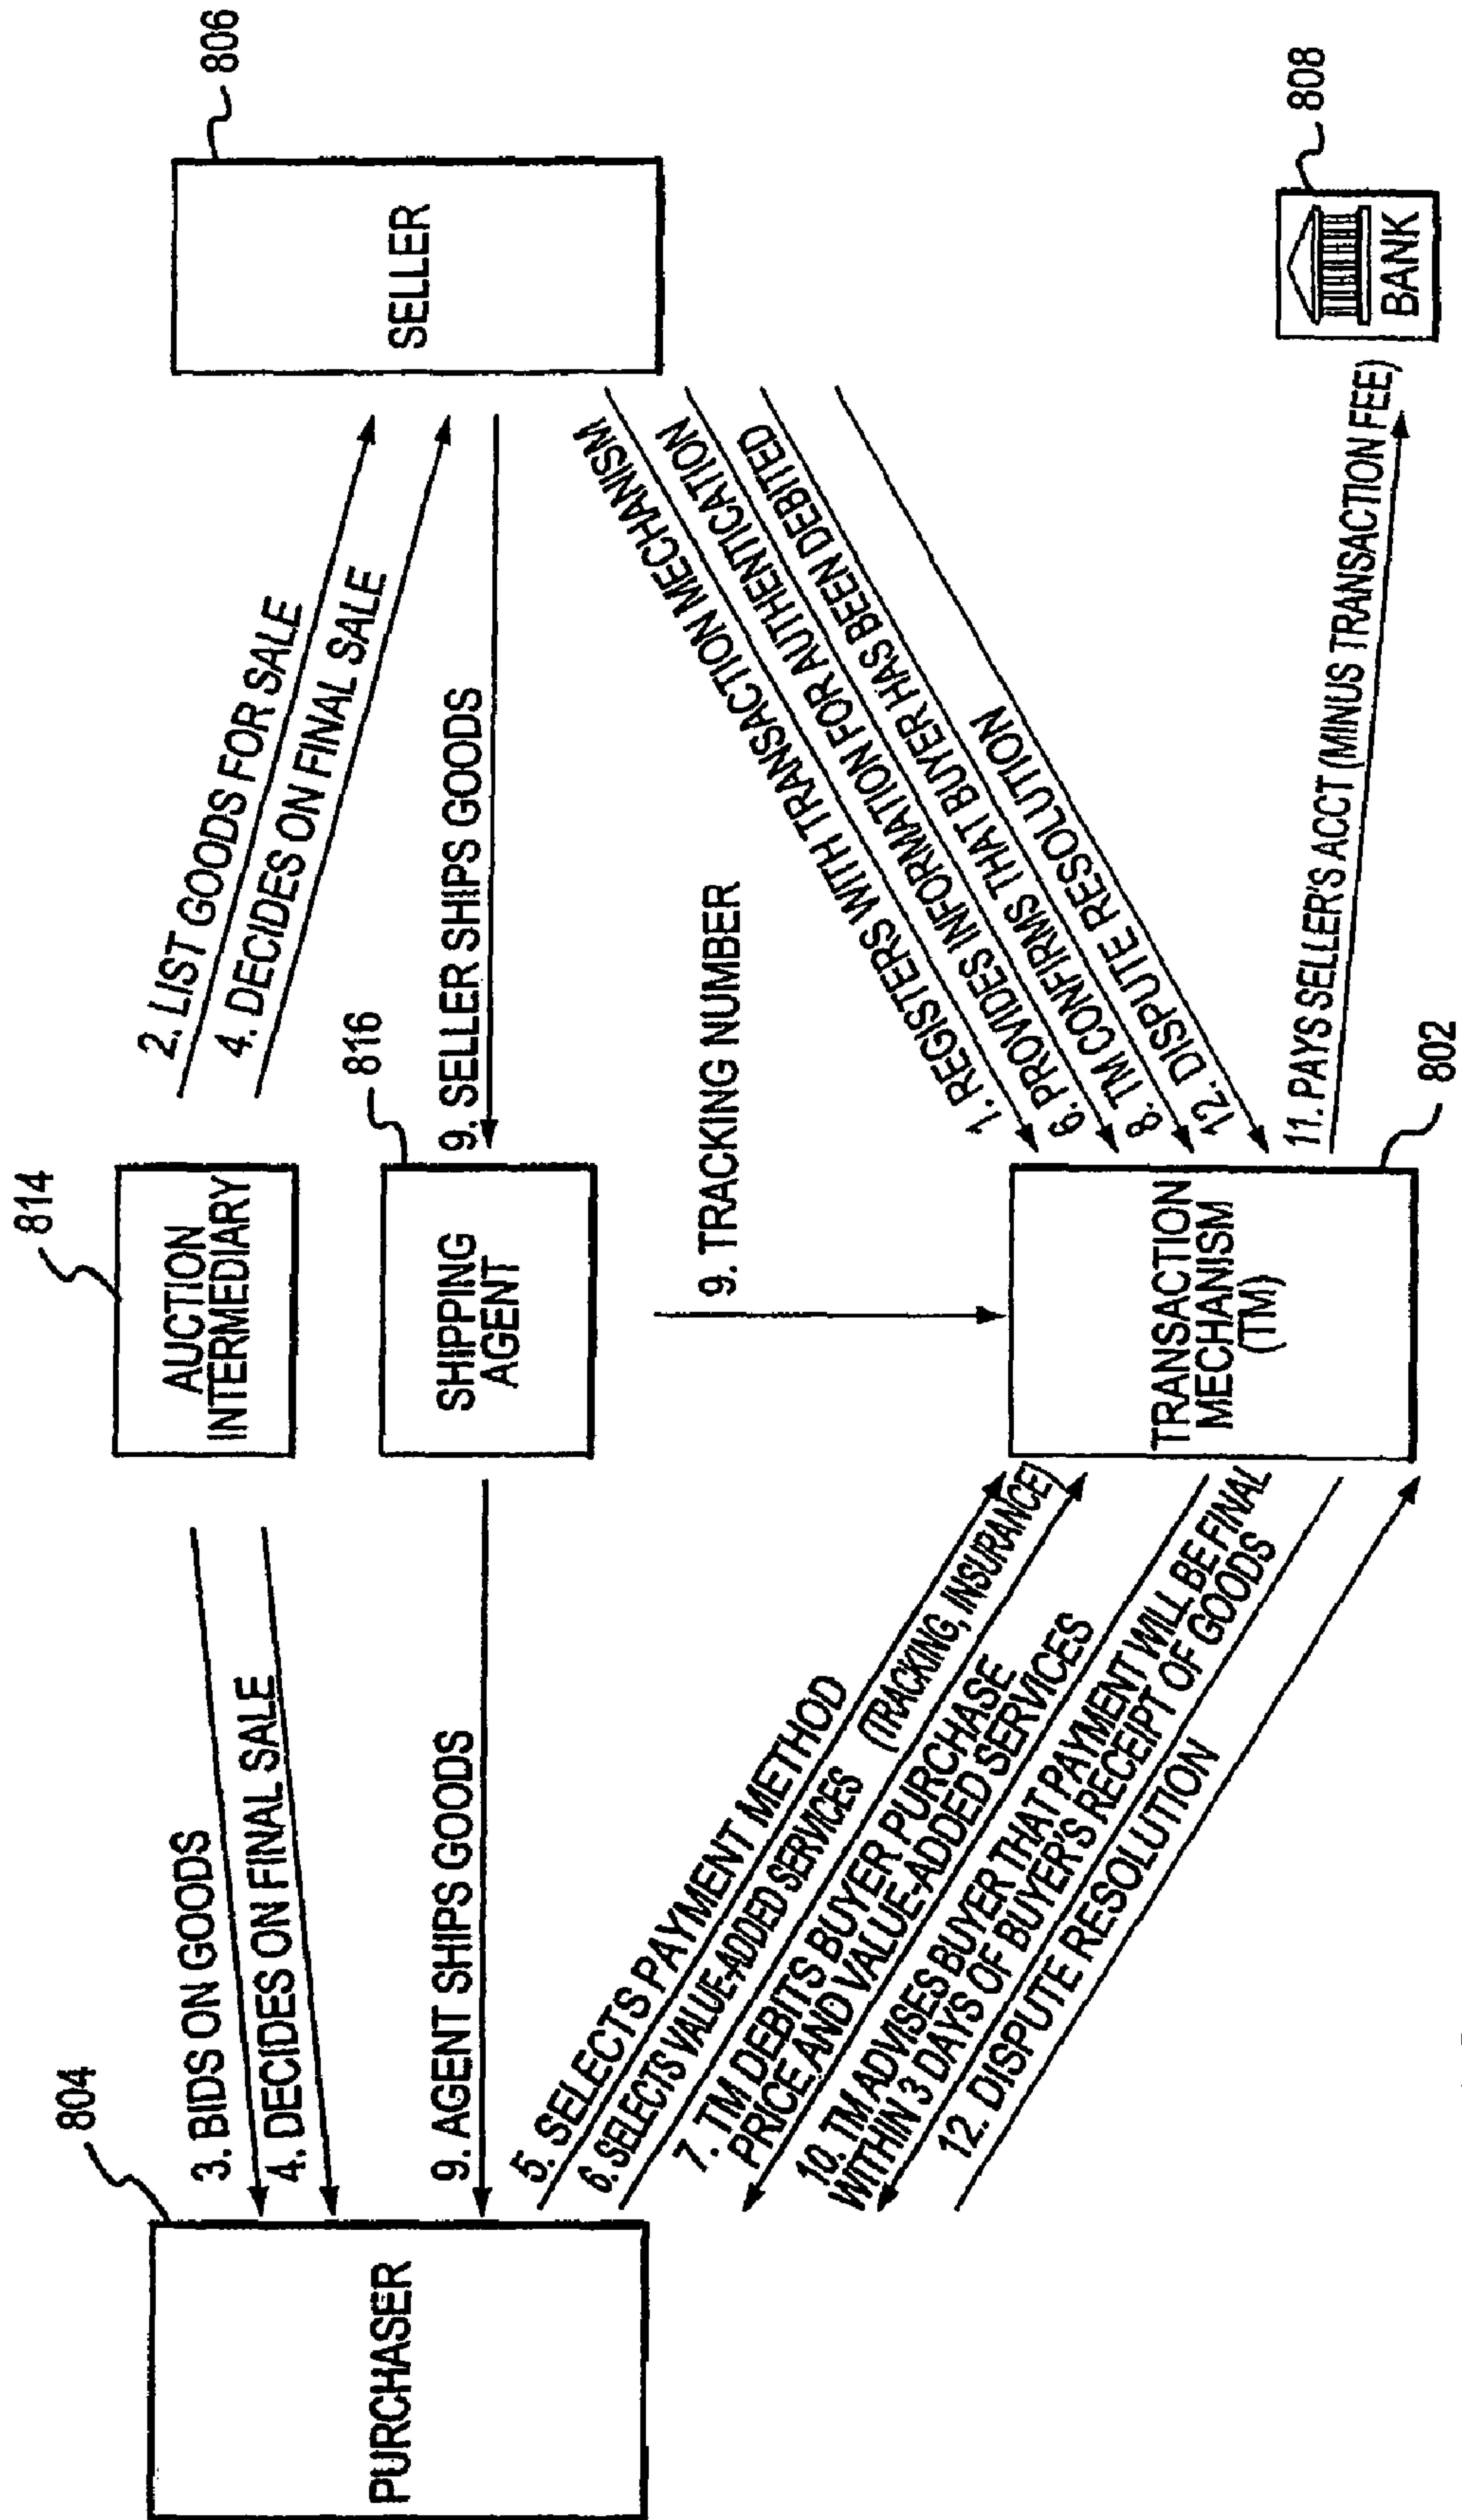 804
PURCHASER
3. BIDS ON GOODS
4. DECIDES ON FINAL SALE
9. AGENT SHIPS GOODS
5. SELECTS PAYMENT METHOD
6. SELECTS VALUE-ADDED SERVICES (TRACKING, INSURANCE)
7. TM DEBITS BUYER PURCHASE
PRICE AND VALUE-ADDED SERVICES
10. TM ADVISES BUYER THAT PAYMENT WILL BE FINAL
WITHIN 3 DAYS OF BUYER'S RECEIPT OF GOODS
12. DISPUTE RESOLUTION
814
AUCTION
INTERMEDIARY
816
SHIPPING
AGENT
9. TRACKING NUMBER
TRANSACTION
MECHANISM
(TM)
802
2. LIST GOODS FOR SALE
4. DECIDES ON FINAL SALE
9. SELLER SHIPS GOODS
1. REGISTERS WITH TRANSACTION MECHANISM
6. PROVIDES INFORMATION FOR AUTHENTICATION
8. TM CONFIRMS THAT BUYER HAS BEEN DEBITED
12. DISPUTE RESOLUTION
11. PAYS SELLER'S ACCT (MINUS TRANSACTION FEE)
806
SELLER
808
BANK